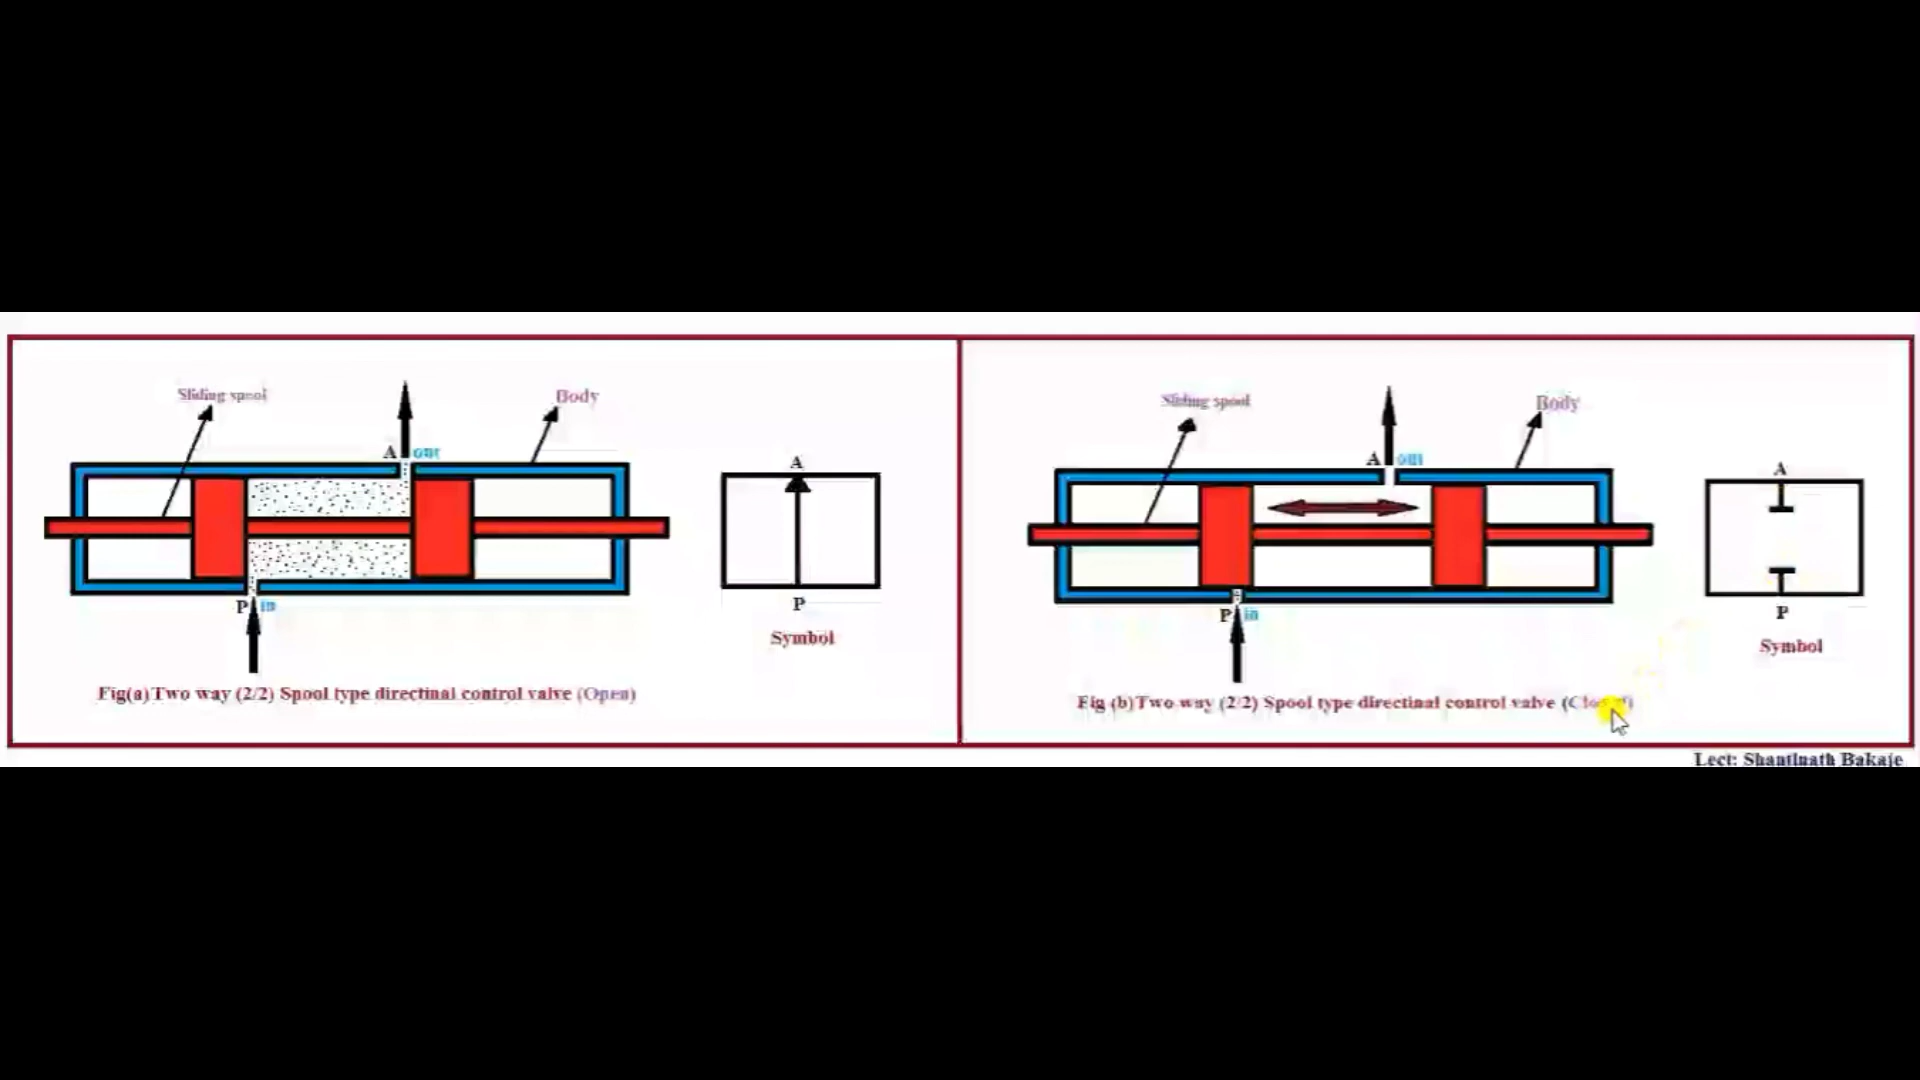 Sliding spool
Body
A out
P in
A
P
Symbol
Fig(a)Two way (2/2) Spool type directinal control valve (Open)
Sliding spool
Body
A out
P in
A
P
Symbol
Fig (b)Two way (2/2) Spool type directinal control valve
Lect: Shantinath Bakaje